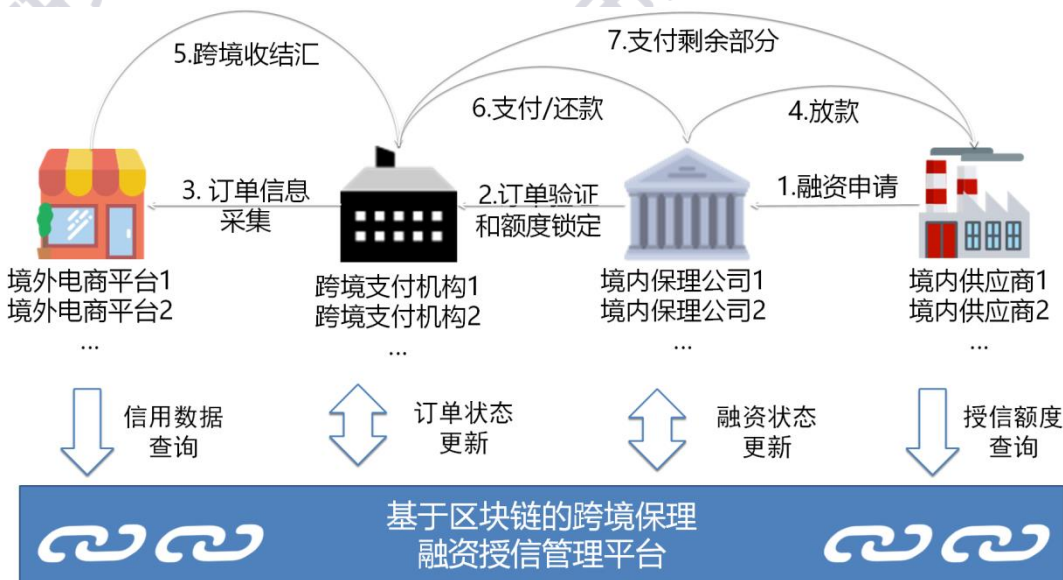 5.跨境收结汇
7.支付剩余部分
6.支付/还款
4.放款
3. 订单信息
采集
2.订单验证
和额度锁定
1.融资申请
境外电商平台1
境外电商平台2
...
跨境支付机构1
跨境支付机构2
...
境内保理公司1
境内保理公司2
...
境内供应商1
境内供应商2
...
信用数据
查询
订单状态
更新
融资状态
更新
授信额度
查询
基于区块链的跨境保理
融资授信管理平台